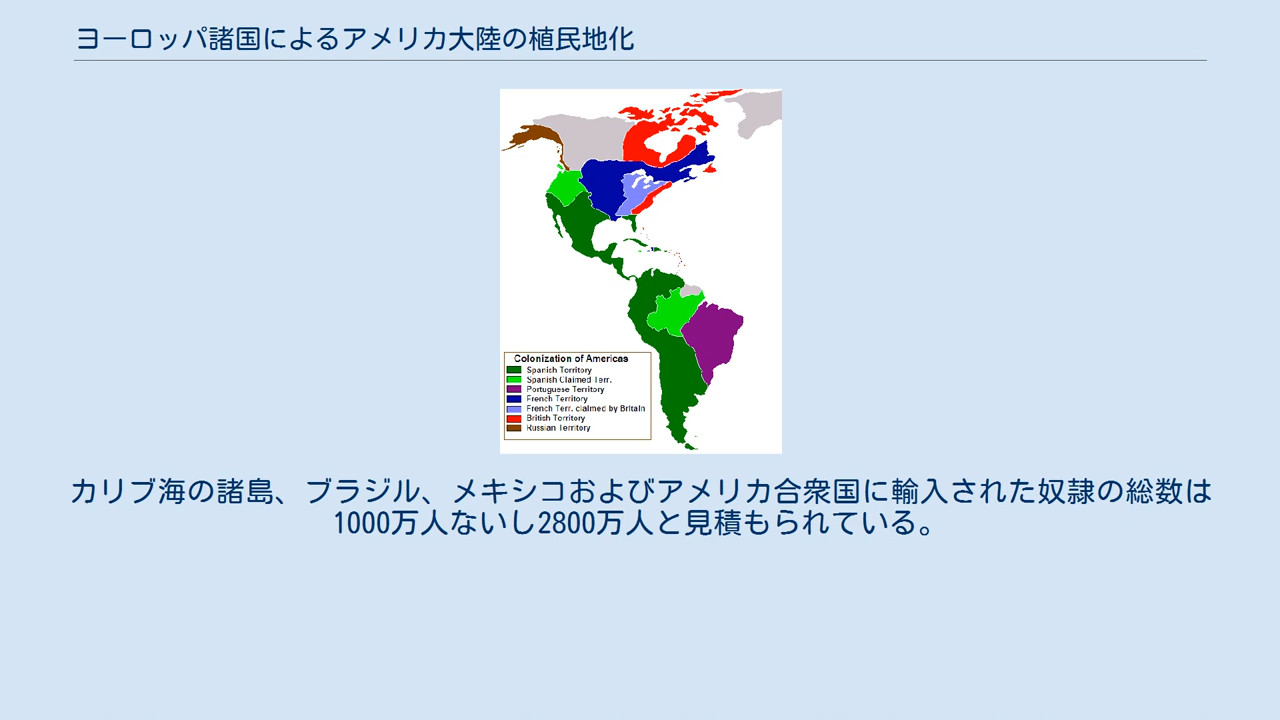 ヨーロッパ諸国によるアメリカ大陸の植民地化
Colonization of Americas
Spanish Territory
Spanish Claimed Terr.
Portuguese Territory
French Territory
French Terr. claimed by Britain
British Territory
Russian Territory
カリブ海の諸島、ブラジル、メキシコおよびアメリカ合衆国に輸入された奴隷の総数は
1000万人ないし2800万人と見積もられている。